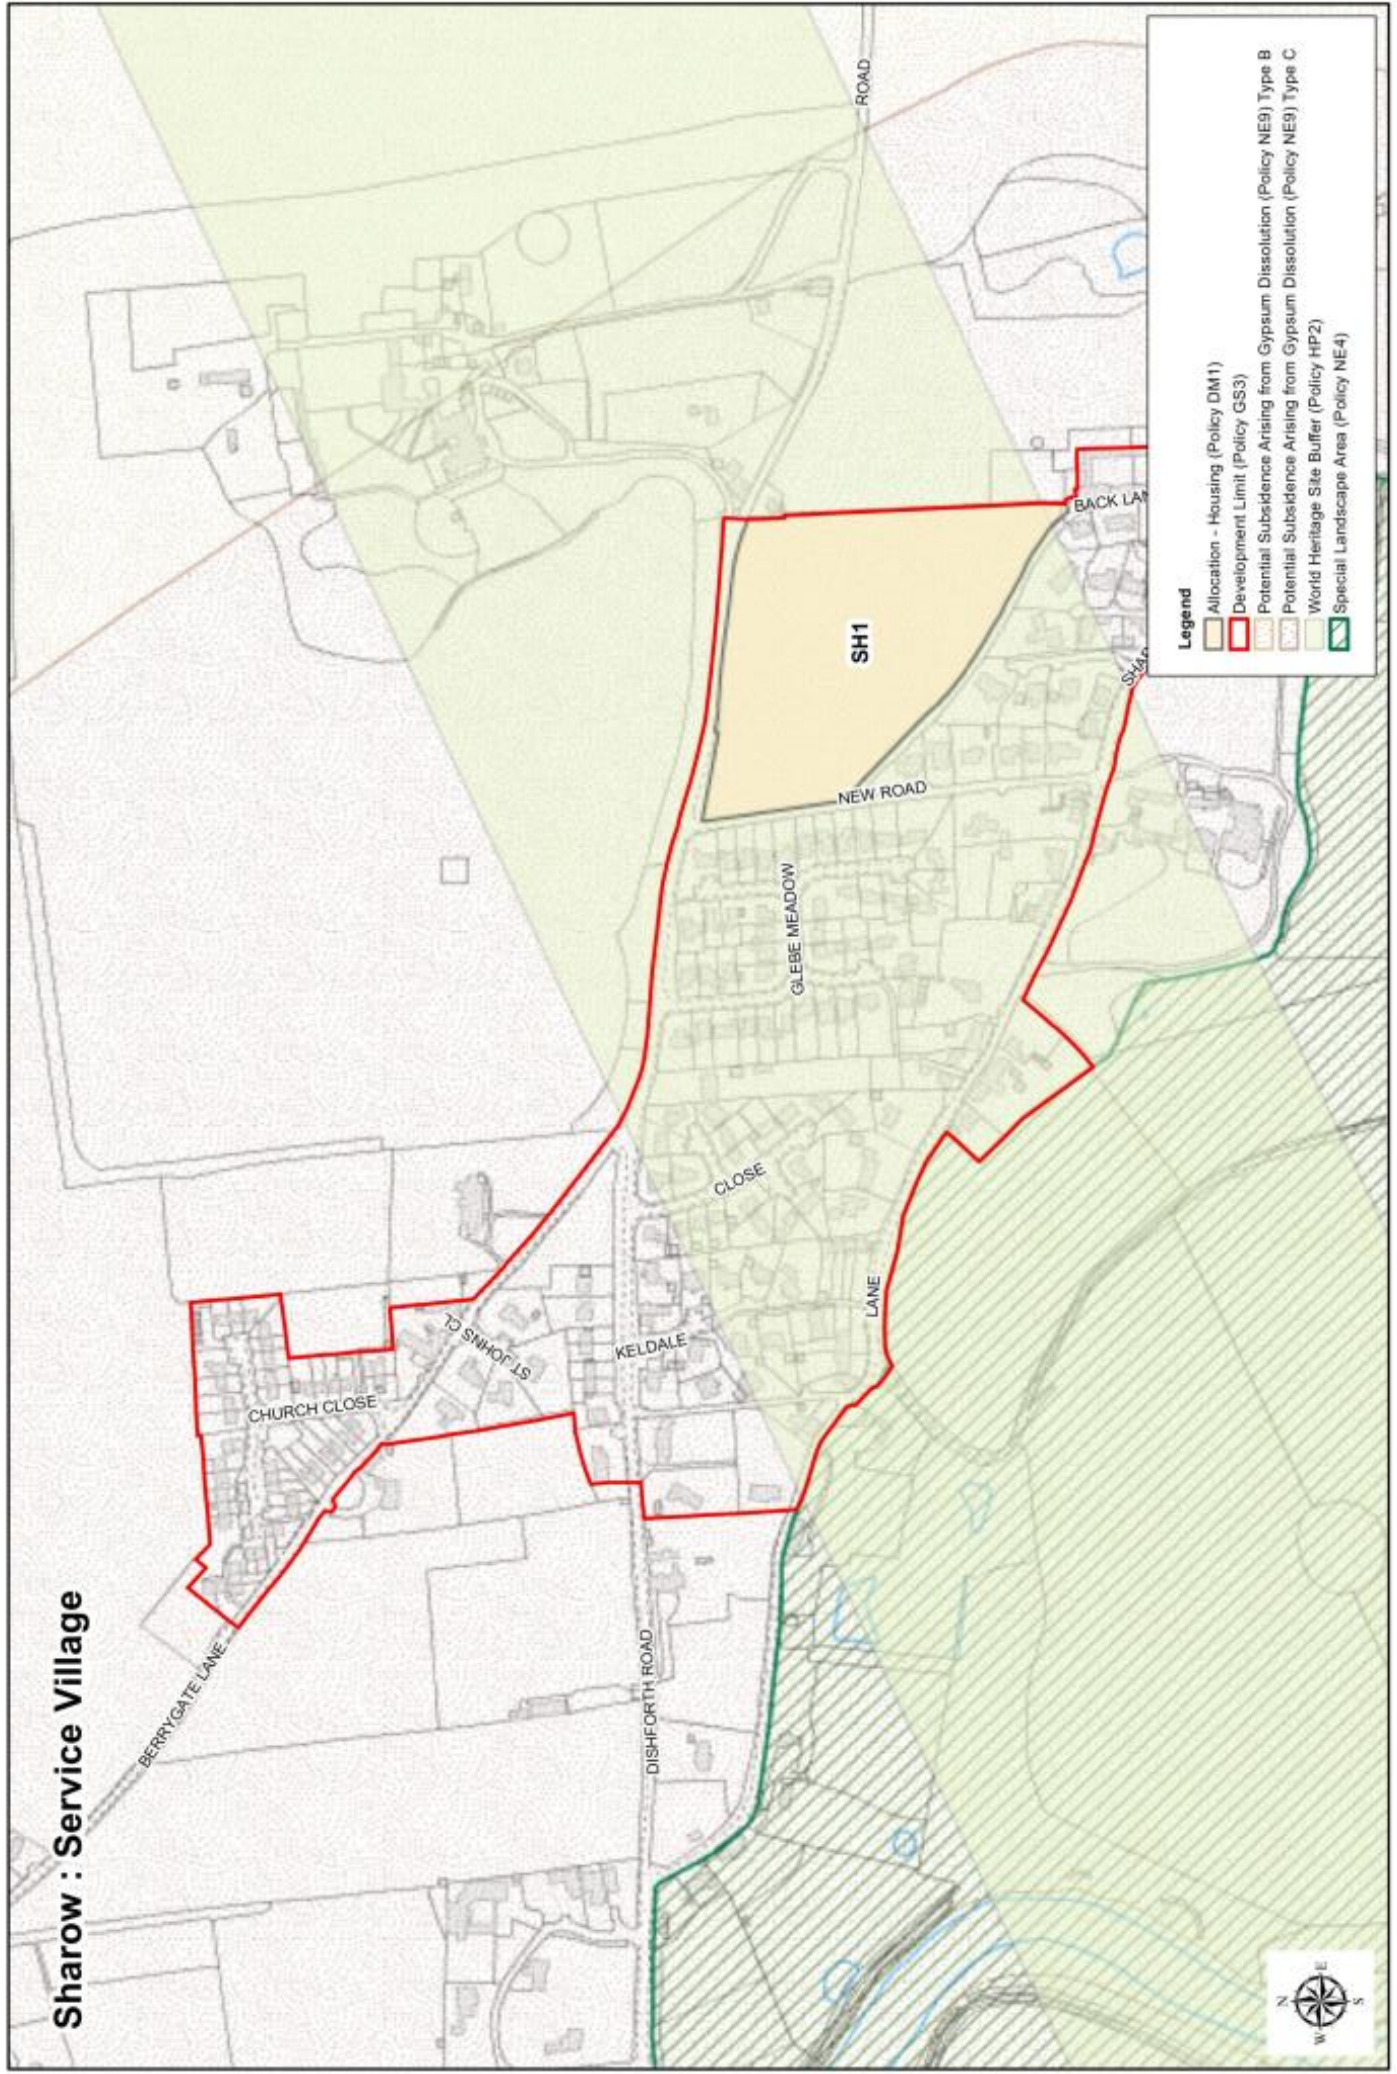 Sharow : Service Village
BERRYGATE LANE
CHURCH CLOSE
ST JOHNS CL
KELDALE
DISHFORTH ROAD
CLOSE
LANE
GLEBE MEADOW
NEW ROAD
SH1
ROAD
BACK LAN
SHAR
Legend
Allocation - Housing (Policy DM1)
Development Limit (Policy GS3)
Potential Subsidence Arising from Gypsum Dissolution (Policy NE9) Type B
Potential Subsidence Arising from Gypsum Dissolution (Policy NE9) Type C
World Heritage Site Buffer (Policy HP2)
Special Landscape Area (Policy NE4)
N
W E
S